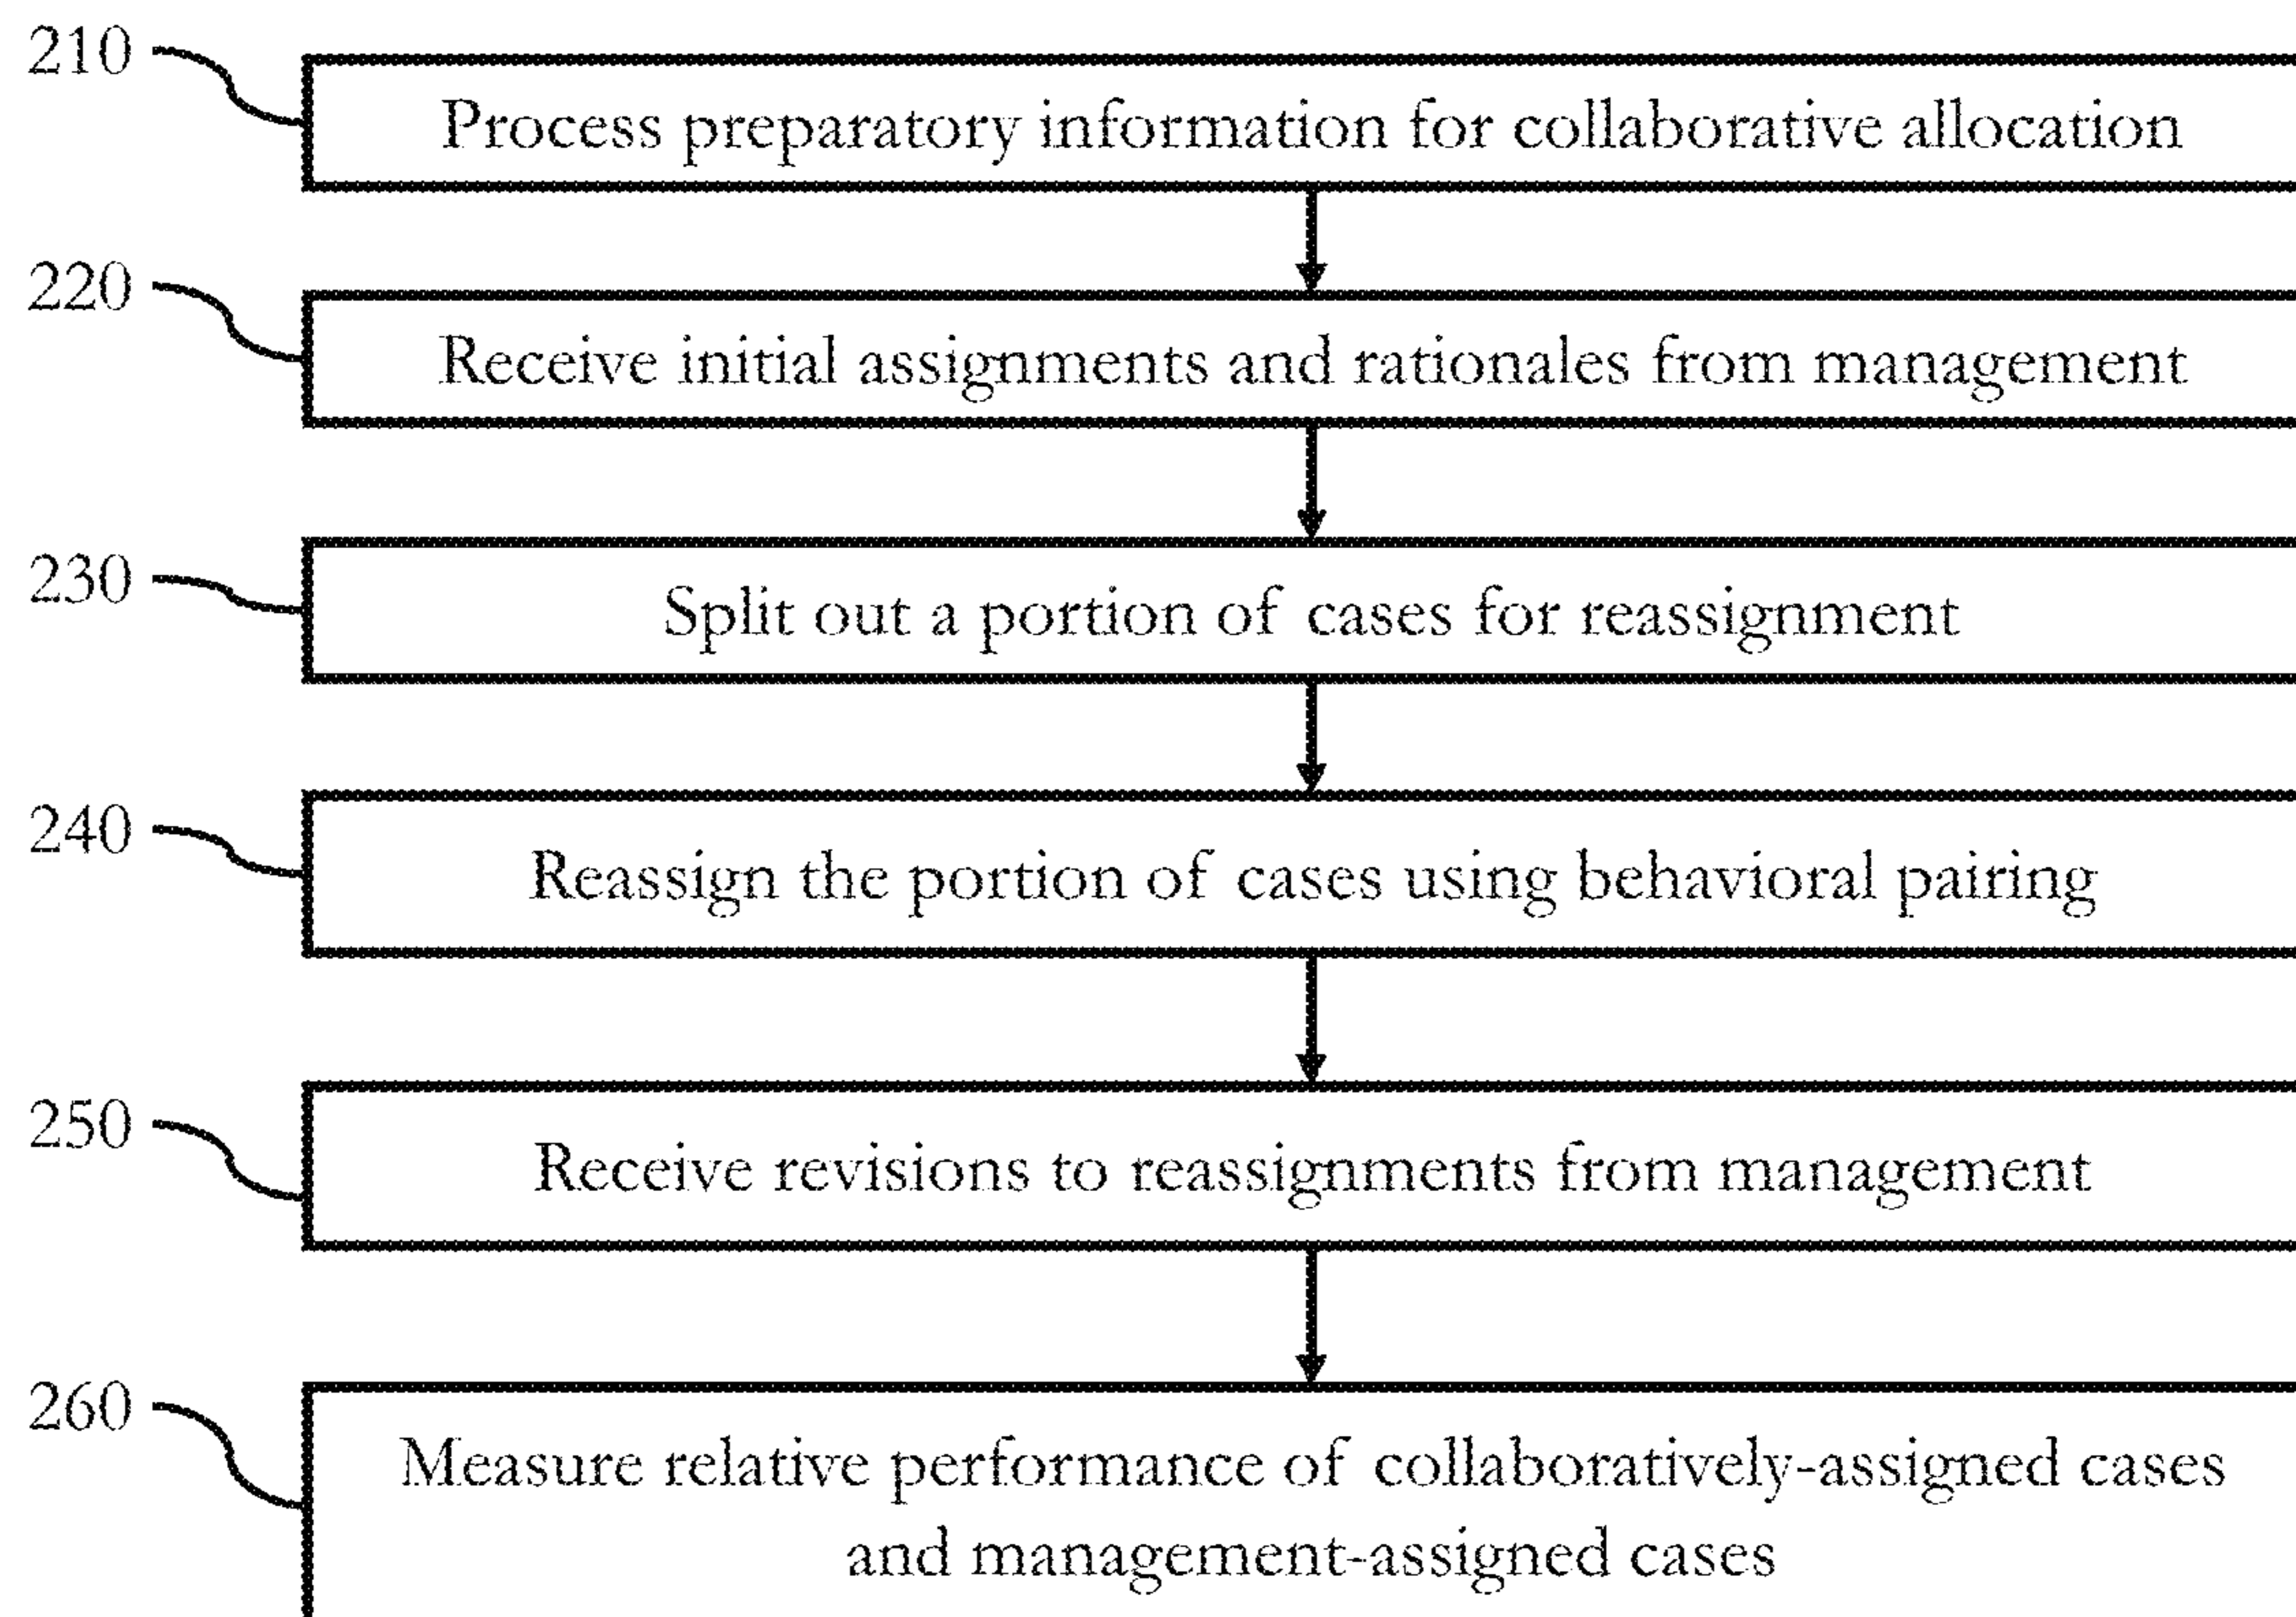 210
Process preparatory information for collaborative allocation
220
Receive initial assignments and rationales from management
230
Split out a portion of cases for reassignment
240
Reassign the portion of cases using behavioral pairing
250
Receive revisions to reassignments from management
260
Measure relative performance of collaboratively-assigned cases
and management-assigned cases